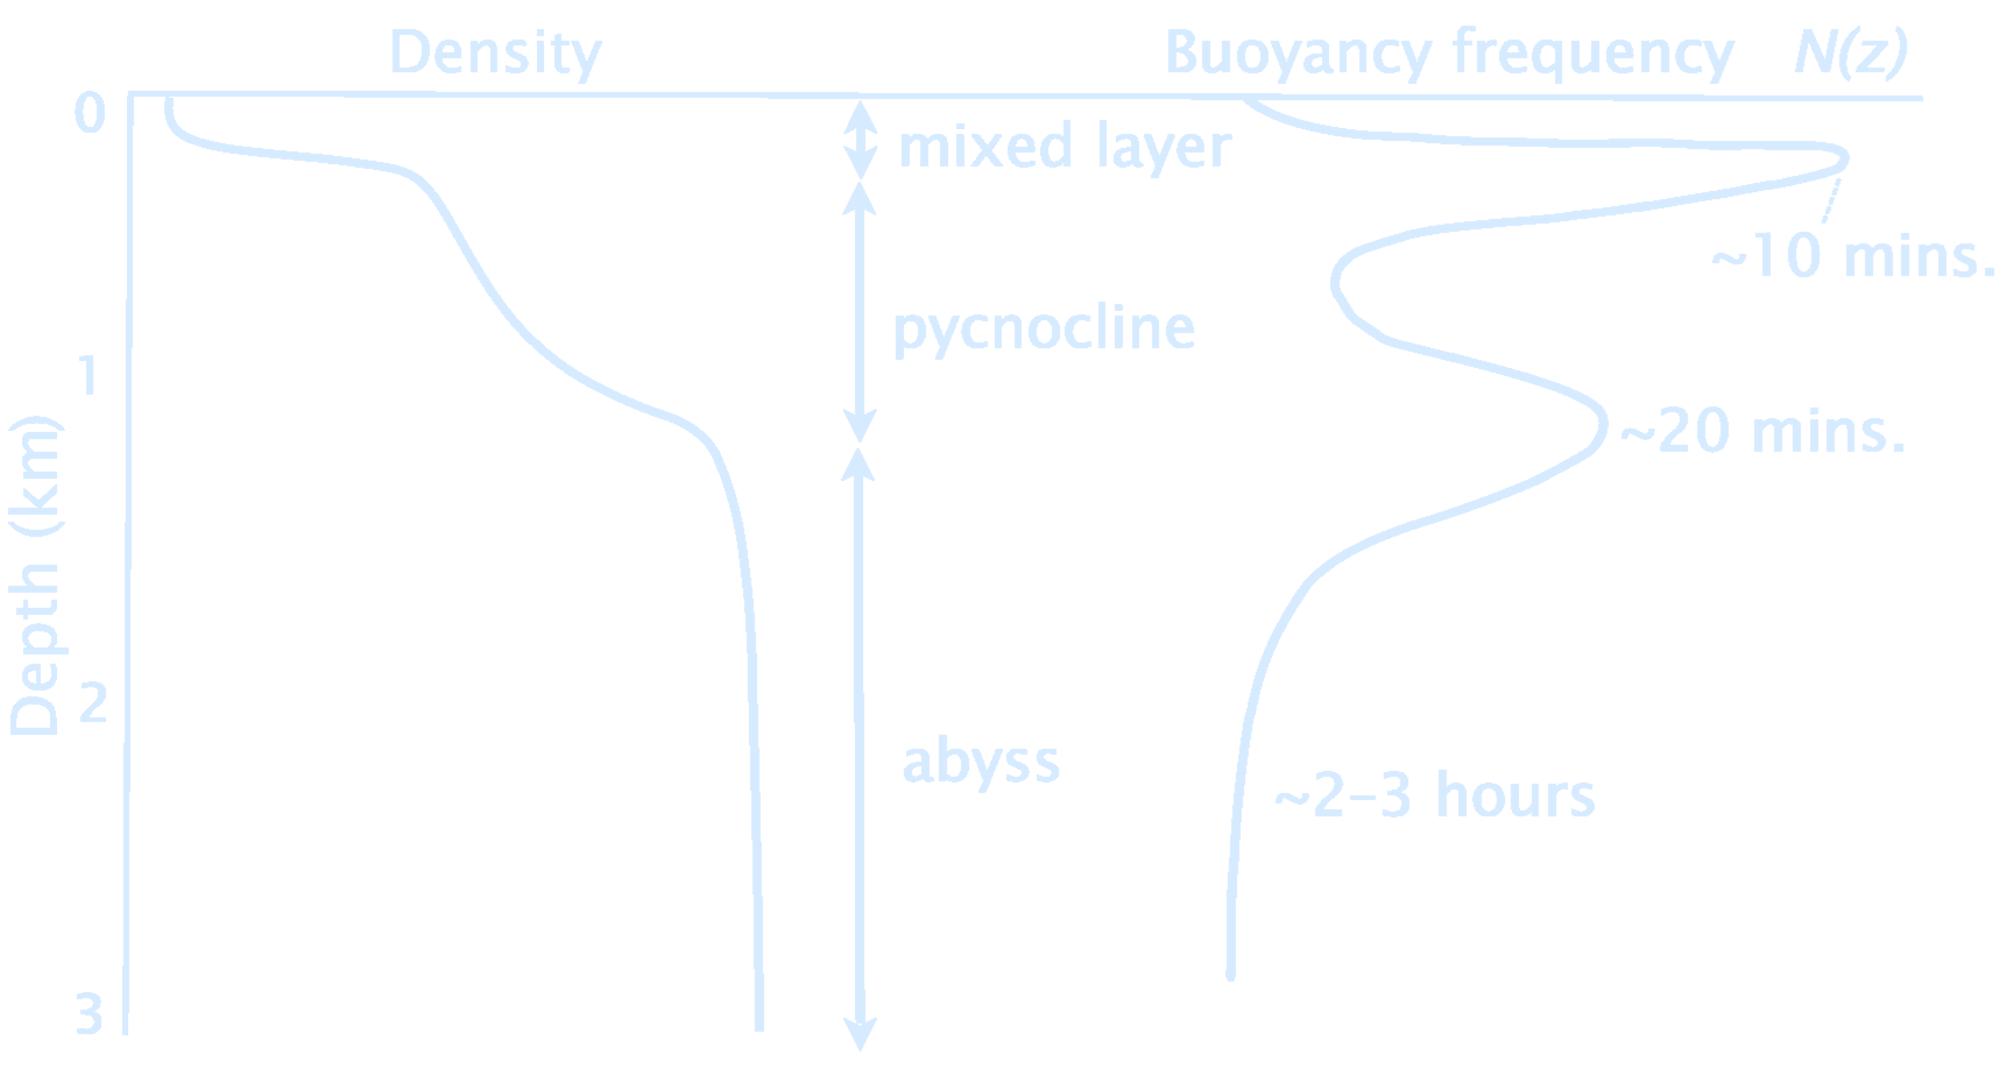 Density
Buoyancy frequency N(z)
0
mixed layer
~10 mins.
pycnocline
1
~20 mins.
Depth (km)
2
abyss
~2–3 hours
3